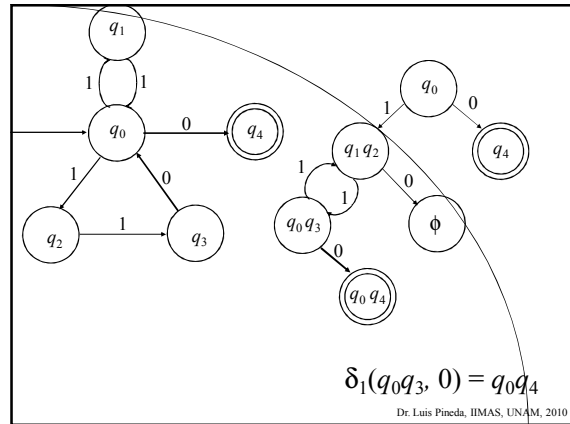 q₁
1 1
q₀
0
q₄
1
0
q₂
1
q₃
q₀
1
0
q₁ q₂
q₄
1
1
0
q₀ q₃
ϕ
0
q₀ q₄
δ₁(q₀q₃, 0) = q₀q₄
Dr. Luis Pineda, IIMAS, UNAM, 2010